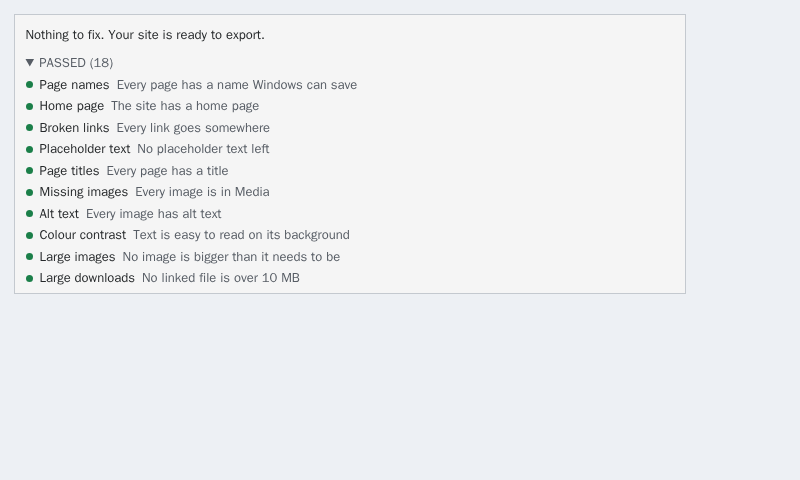 Nothing to fix. Your site is ready to export.
PASSED (18)
Page names Every page has a name Windows can save
Home page The site has a home page
Broken links Every link goes somewhere
Placeholder text No placeholder text left
Page titles Every page has a title
Missing images Every image is in Media
Alt text Every image has alt text
Colour contrast Text is easy to read on its background
Large images No image is bigger than it needs to be
Large downloads No linked file is over 10 MB